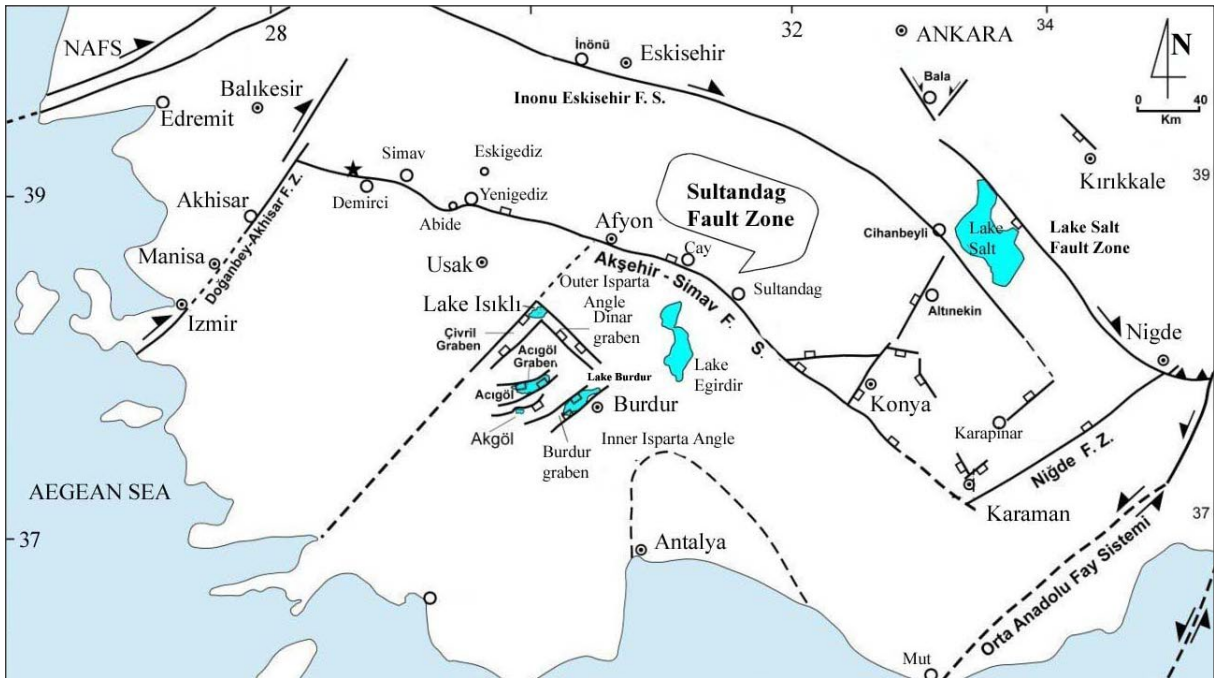 28
32
34
NAFS
Balıkesir
Edremit
İnönü
Eskisehir
Inonu Eskisehir F. S.
ANKARA
Bala
N
0 40
Km
Kırıkkale
39
39
Simav
Eskigediz
Demirci
Yenigediz
Abide
Akhisar
Doğanbey-Akhisar F. Z.
Manisa
Izmir
Usak
Afyon
Sultandag
Fault Zone
Çay
Akşehir - Simav F. S.
Sultandag
Cihanbeyli
Lake
Salt
Lake Salt
Fault Zone
Altınekin
Nigde
Outer Isparta
Angle
Lake Isıklı
Dinar
graben
Çivril
Graben
Acıgöl
Graben
Lake Burdur
Acıgöl
Burdur
Akgöl
Burdur
graben
Lake
Egirdir
Inner Isparta Angle
Konya
Karapinar
Niğde F. Z.
Karaman
AEGEAN SEA
37
37
Antalya
Orta Anadolu Fay Sistemi
Mut